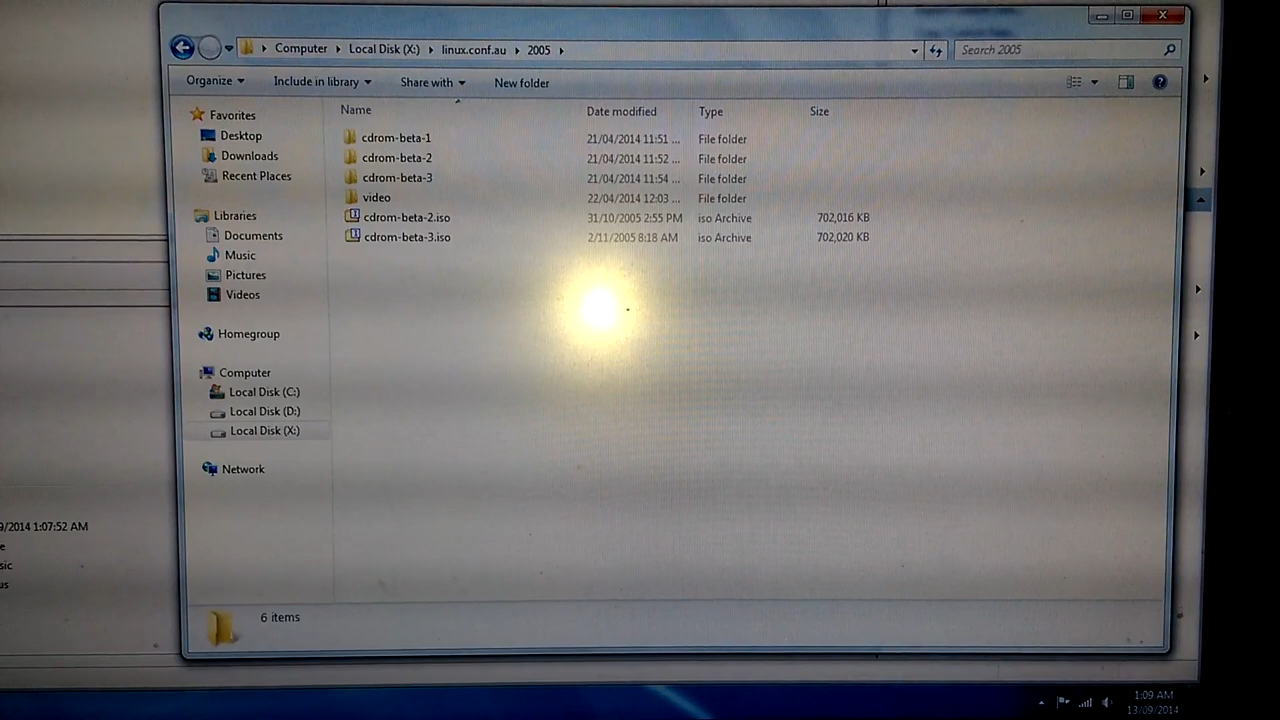 Computer Local Disk (X:) linux.conf.au 2005 Search 2005
Organize Include in library Share with New folder
Name Date modified Type Size
Favorites
Desktop
Downloads
Recent Places
Libraries
Documents
Music
Pictures
Videos
Homegroup
Computer
Local Disk (C:)
Local Disk (D:)
Local Disk (X:)
Network
cdrom-beta-1 21/04/2014 11:51 ... File folder
cdrom-beta-2 21/04/2014 11:52 ... File folder
cdrom-beta-3 21/04/2014 11:54 ... File folder
video 22/04/2014 12:03 ... File folder
cdrom-beta-2.iso 31/10/2005 2:55 PM iso Archive 702,016 KB
cdrom-beta-3.iso 2/11/2005 8:18 AM iso Archive 702,020 KB
6 items
9/2014 1:07:52 AM
e
sic
us
1:09 AM
13/09/2014